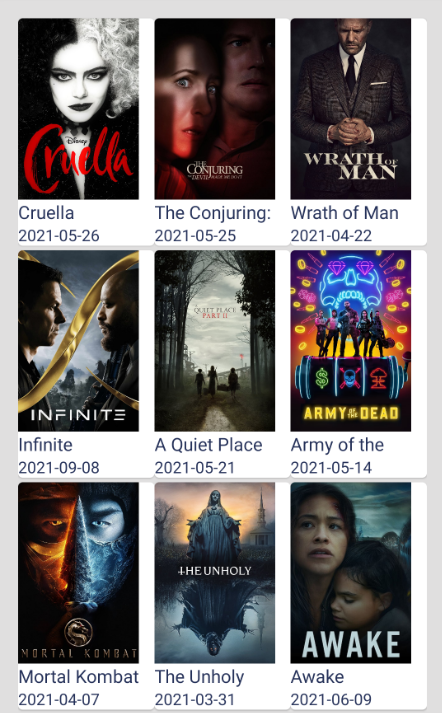 Disney
Cruella
THE
CONJURING
THE DEVIL MADE ME DO IT
WRATH OF
MAN
Cruella
2021-05-26
The Conjuring:
2021-05-25
Wrath of Man
2021-04-22
INFINITE
A QUIET PLACE
PART II
ARMY OF THE DEAD
Infinite
2021-09-08
A Quiet Place
2021-05-21
Army of the
2021-05-14
MORTAL KOMBAT
THE UNHOLY
AWAKE
Mortal Kombat
2021-04-07
The Unholy
2021-03-31
Awake
2021-06-09